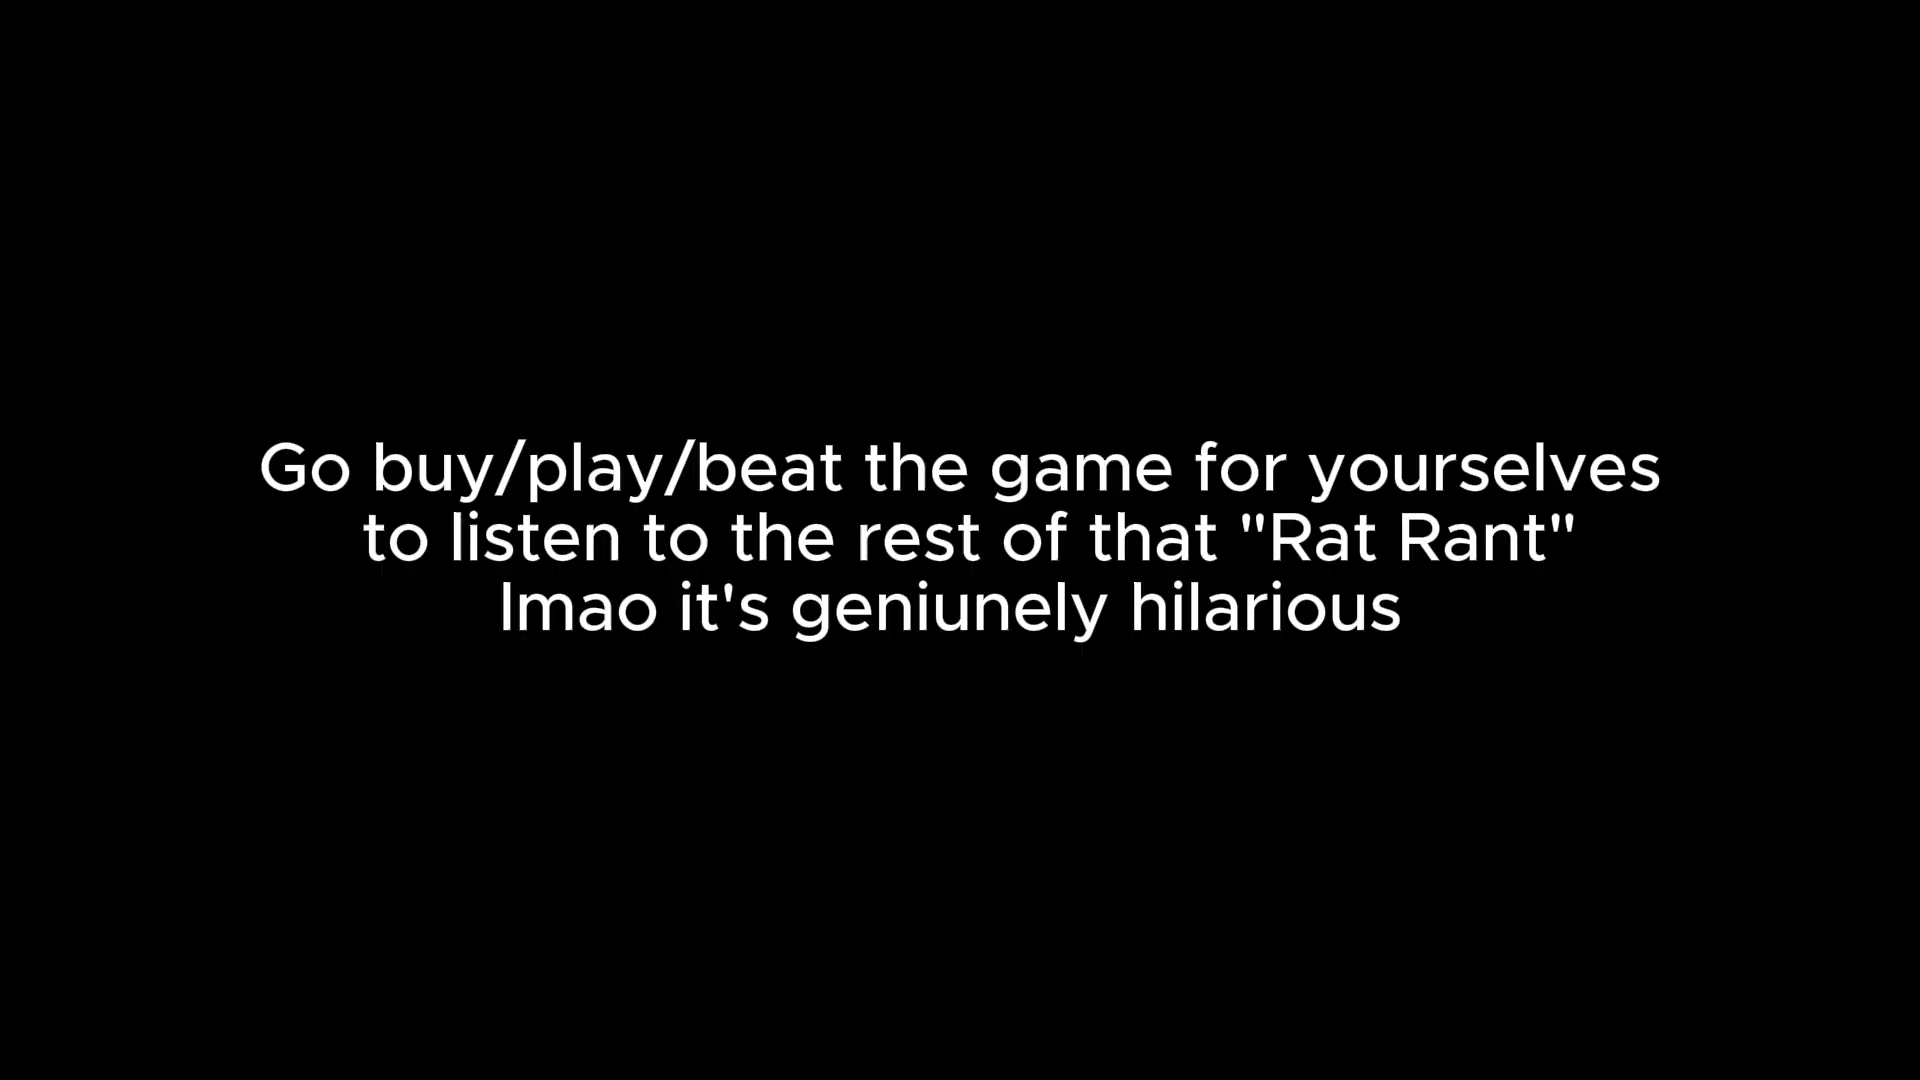 Go buy/play/beat the game for yourselves
to listen to the rest of that "Rat Rant"
lmao it's geniunely hilarious